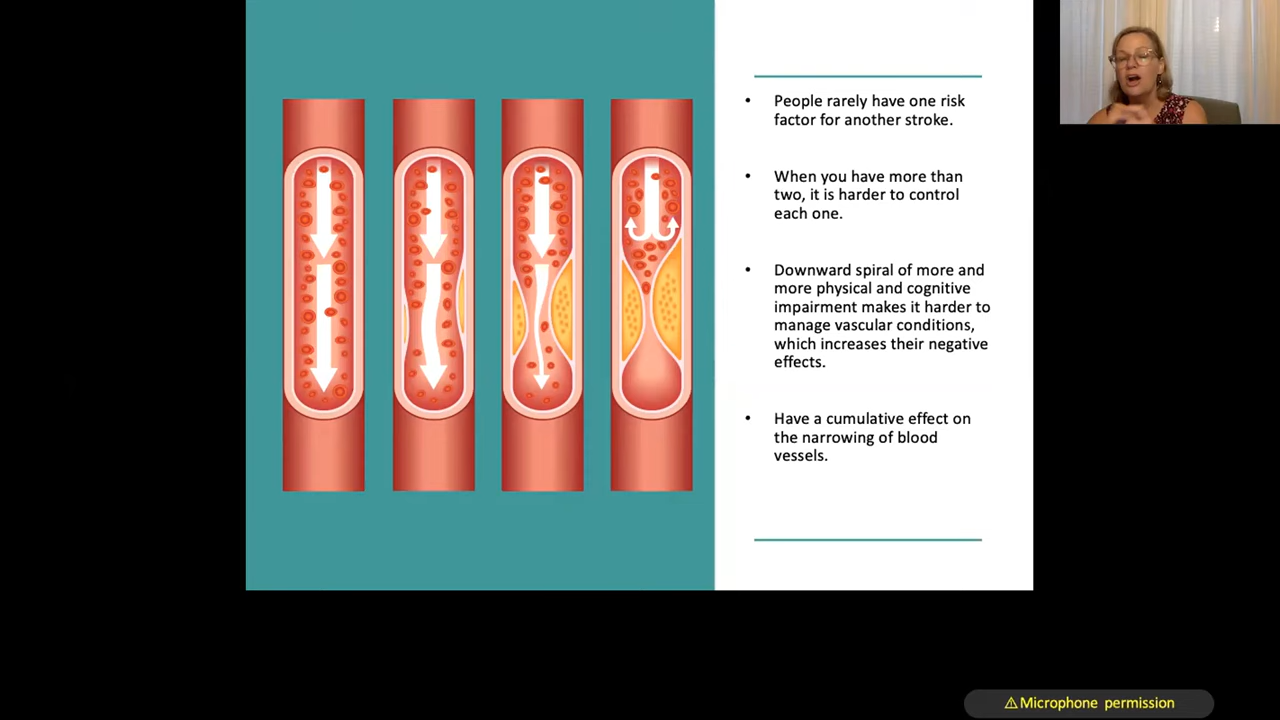 • People rarely have one risk
factor for another stroke.
• When you have more than
two, it is harder to control
each one.
• Downward spiral of more and
more physical and cognitive
impairment makes it harder to
manage vascular conditions,
which increases their negative
effects.
• Have a cumulative effect on
the narrowing of blood
vessels.
⚠Microphone permission